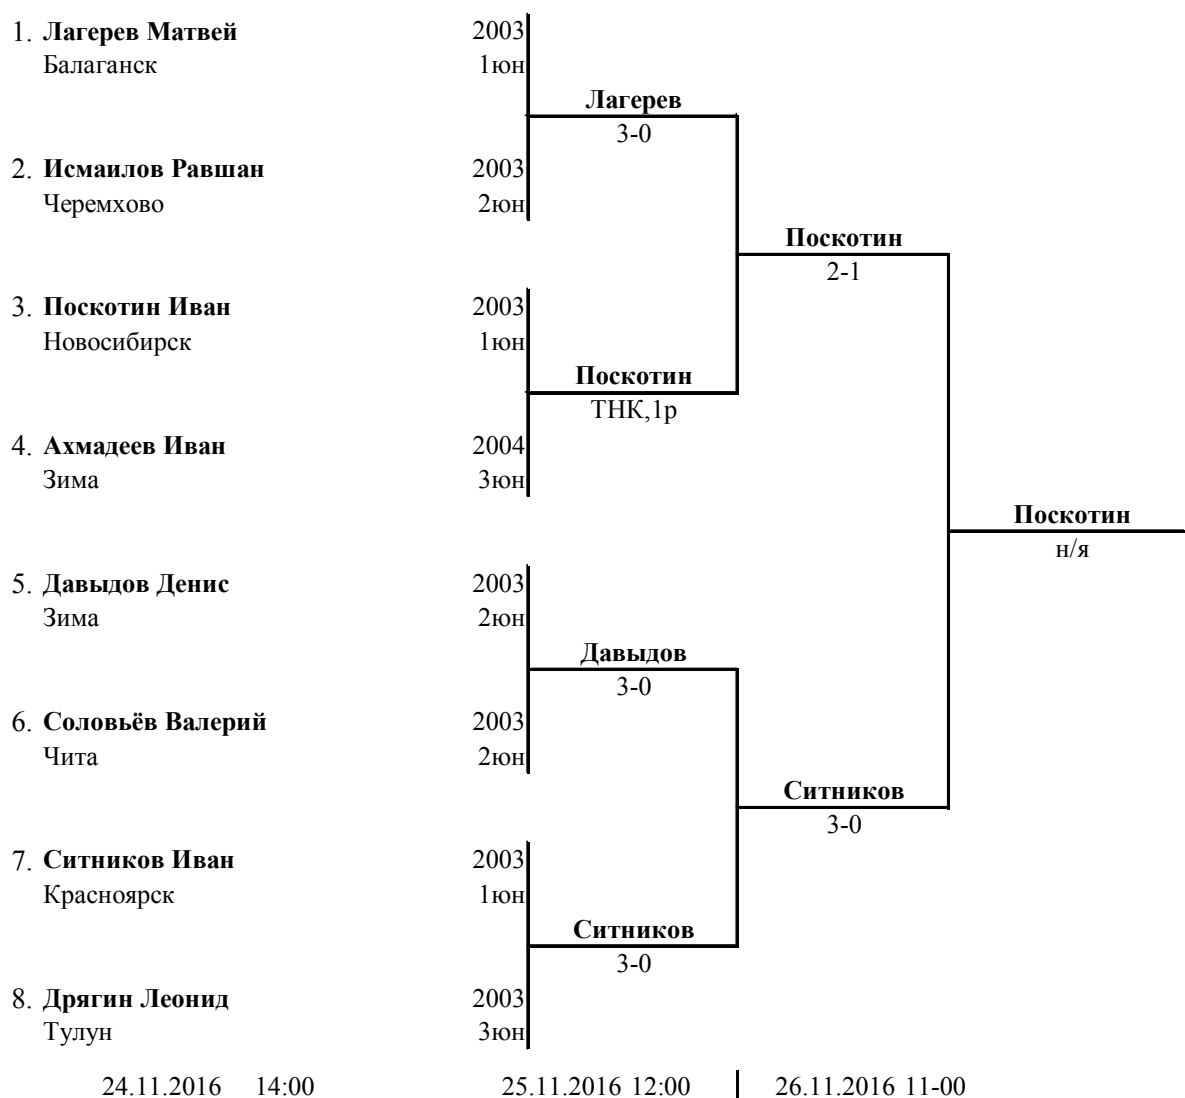 1. Лагерев Матвей 2003
Балаганск 1юн
Лагерев
3-0
2. Исмаилов Равшан 2003
Черемхово 2юн
Поскотин
2-1
3. Поскотин Иван 2003
Новосибирск 1юн
Поскотин
ТНК,1р
4. Ахмадеев Иван 2004
Зима 3юн
Поскотин
н/я
5. Давыдов Денис 2003
Зима 2юн
Давыдов
3-0
6. Соловьёв Валерий 2003
Чита 2юн
Ситников
3-0
7. Ситников Иван 2003
Красноярск 1юн
Ситников
3-0
8. Дрягин Леонид 2003
Тулун 3юн
24.11.2016 14:00 25.11.2016 12:00 26.11.2016 11-00